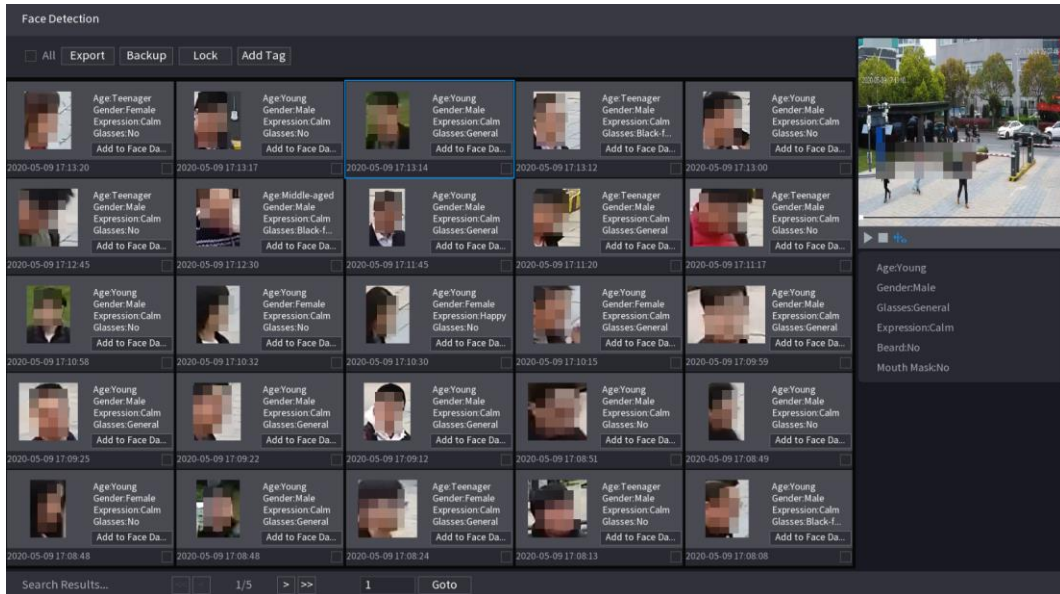 Face Detection
All Export Backup Lock Add Tag
Age:Teenager
Gender:Female
Expression:Calm
Glasses:No
Add to Face Da...
2020-05-09 17:13:20
Age:Young
Gender:Male
Expression:Calm
Glasses:No
Add to Face Da...
2020-05-09 17:13:17
Age:Young
Gender:Male
Expression:Calm
Glasses:General
Add to Face Da...
2020-05-09 17:13:14
Age:Teenager
Gender:Male
Expression:Calm
Glasses:Black-f...
Add to Face Da...
2020-05-09 17:13:12
Age:Young
Gender:Male
Expression:Calm
Glasses:No
Add to Face Da...
2020-05-09 17:13:00
Age:Teenager
Gender:Male
Expression:Calm
Glasses:No
Add to Face Da...
2020-05-09 17:12:45
Age:Middle-aged
Gender:Male
Expression:Calm
Glasses:Black-f...
Add to Face Da...
2020-05-09 17:12:30
Age:Young
Gender:Male
Expression:Calm
Glasses:General
Add to Face Da...
2020-05-09 17:11:45
Age:Teenager
Gender:Male
Expression:Calm
Glasses:General
Add to Face Da...
2020-05-09 17:11:20
Age:Teenager
Gender:Male
Expression:Calm
Glasses:No
Add to Face Da...
2020-05-09 17:11:17
Age:Young
Gender:Male
Expression:Calm
Glasses:No
Add to Face Da...
2020-05-09 17:10:58
Age:Young
Gender:Female
Expression:Calm
Glasses:No
Add to Face Da...
2020-05-09 17:10:32
Age:Young
Gender:Female
Expression:Happy
Glasses:No
Add to Face Da...
2020-05-09 17:10:30
Age:Young
Gender:Female
Expression:Calm
Glasses:General
Add to Face Da...
2020-05-09 17:10:15
Age:Young
Gender:Male
Expression:Calm
Glasses:General
Add to Face Da...
2020-05-09 17:09:59
Age:Young
Gender:Male
Expression:Calm
Glasses:General
Add to Face Da...
2020-05-09 17:09:25
Age:Young
Gender:Male
Expression:Calm
Glasses:General
Add to Face Da...
2020-05-09 17:09:22
Age:Young
Gender:Male
Expression:Calm
Glasses:General
Add to Face Da...
2020-05-09 17:09:12
Age:Young
Gender:Male
Expression:Calm
Glasses:No
Add to Face Da...
2020-05-09 17:08:51
Age:Young
Gender:Male
Expression:Calm
Glasses:No
Add to Face Da...
2020-05-09 17:08:49
Age:Young
Gender:Female
Expression:Calm
Glasses:No
Add to Face Da...
2020-05-09 17:08:48
Age:Young
Gender:Male
Expression:Calm
Glasses:General
Add to Face Da...
2020-05-09 17:08:48
Age:Teenager
Gender:Female
Expression:Calm
Glasses:General
Add to Face Da...
2020-05-09 17:08:24
Age:Teenager
Gender:Male
Expression:Calm
Glasses:No
Add to Face Da...
2020-05-09 17:08:13
Age:Young
Gender:Male
Expression:Calm
Glasses:Black-f...
Add to Face Da...
2020-05-09 17:08:08
Age:Young
Gender:Male
Glasses:General
Expression:Calm
Beard:No
Mouth Mask:No
Search Results... << < 1/5 > >> 1 Goto